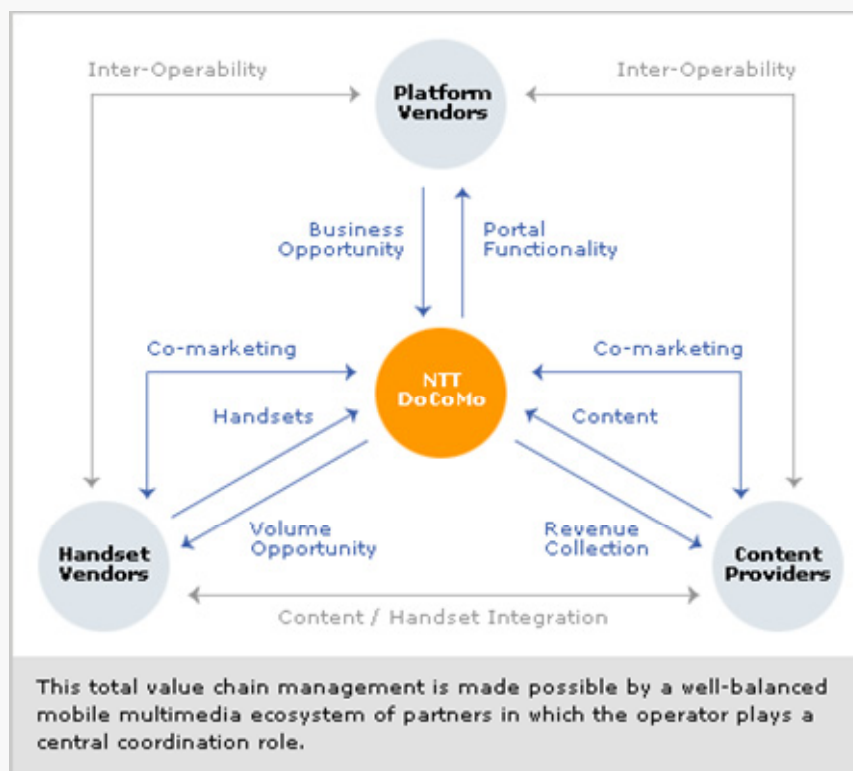 Inter-Operability
Inter-Operability
Platform
Vendors
Business
Opportunity
Portal
Functionality
Co-marketing
Co-marketing
NTT
DoCoMo
Handsets
Content
Volume
Opportunity
Revenue
Collection
Handset
Vendors
Content
Providers
Content / Handset Integration
This total value chain management is made possible by a well-balanced
mobile multimedia ecosystem of partners in which the operator plays a
central coordination role.